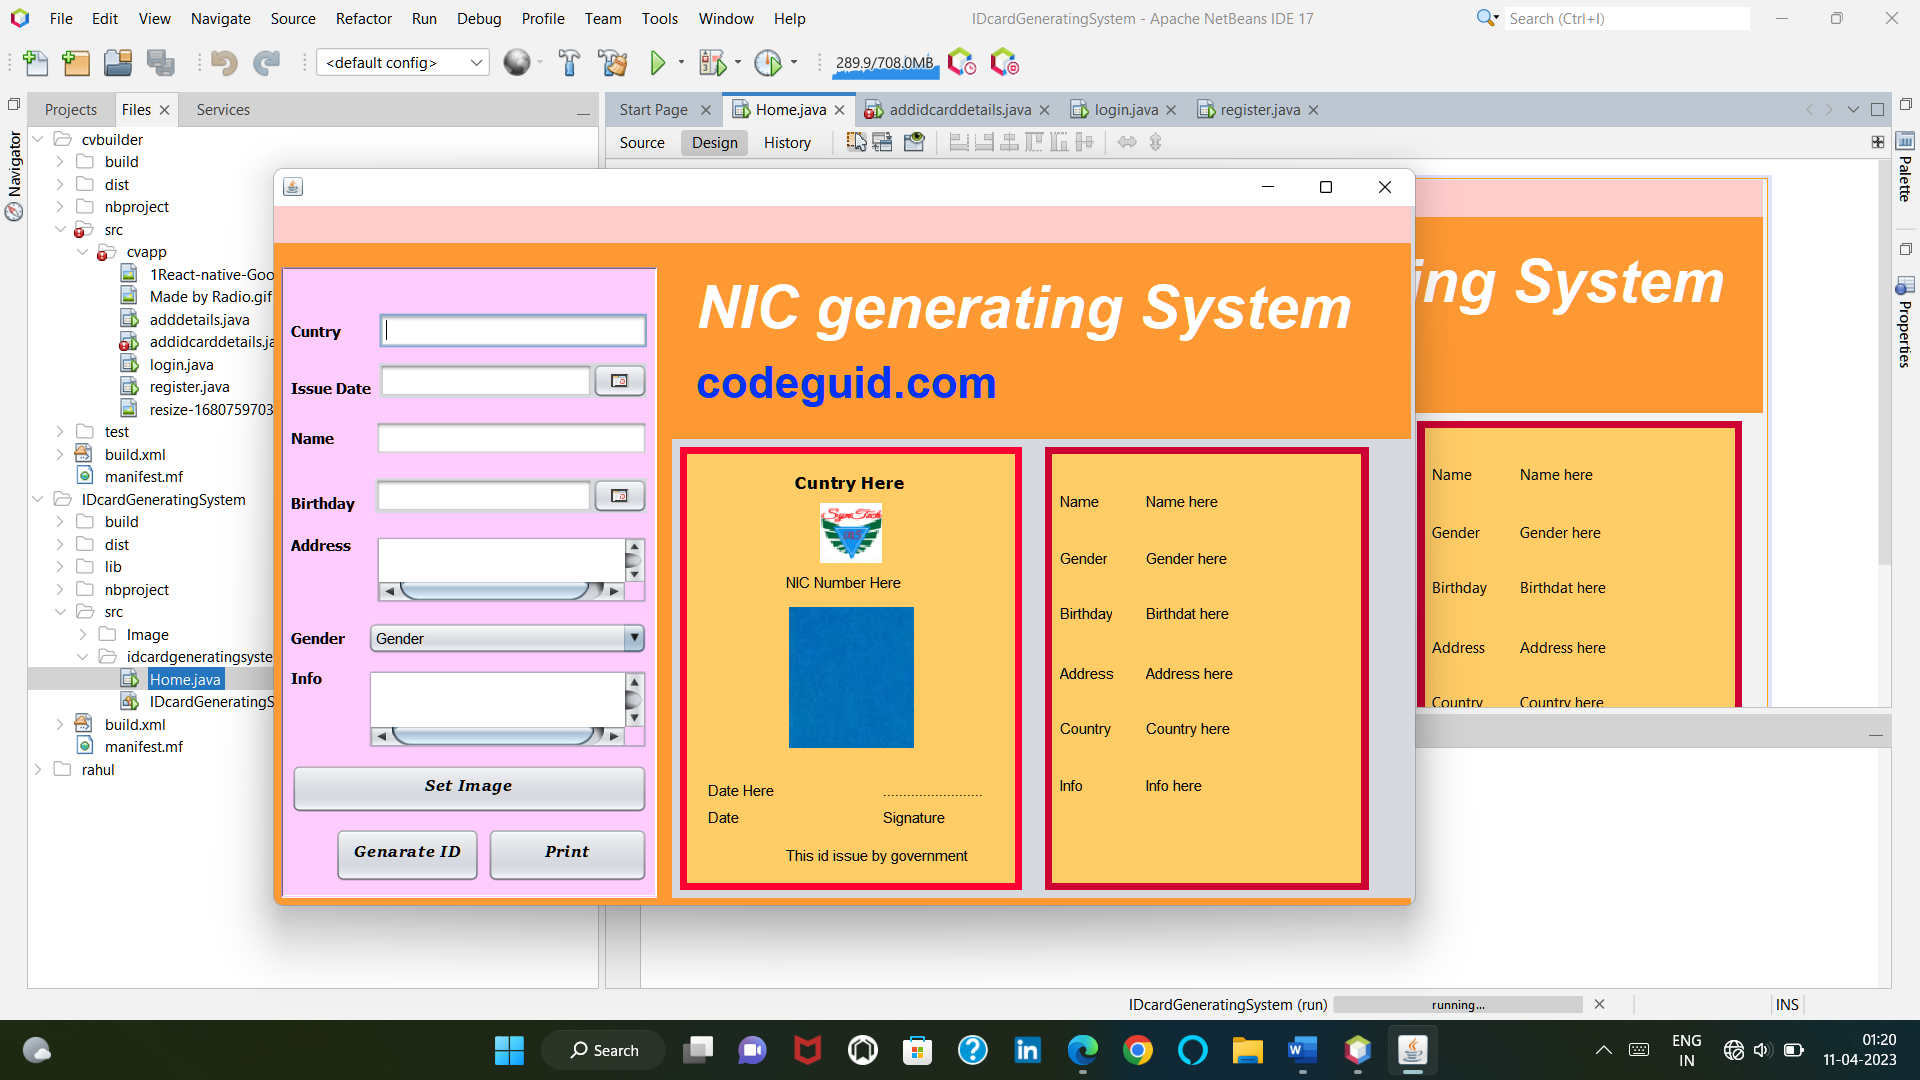 File Edit View Navigate Source Refactor Run Debug Profile Team Tools Window Help
IDcardGeneratingSystem - Apache NetBeans IDE 17
Search (Ctrl+I)
<default config>
289.9/708.0MB
Projects Files Services
Start Page Home.java addidcarddetails.java login.java register.java
Source Design History
Navigator
Palette
Properties
cvbuilder
build
dist
nbproject
src
cvapp
1React-native-Goo
Made by Radio.gif
adddetails.java
addidcarddetails.ja
login.java
register.java
resize-1680759703
test
build.xml
manifest.mf
IDcardGeneratingSystem
build
dist
lib
nbproject
src
Image
idcardgeneratingsyste
Home.java
IDcardGeneratingS
build.xml
manifest.mf
rahul
Cuntry
Issue Date
Name
Birthday
Address
Gender Gender
Info
Set Image
Genarate ID Print
NIC generating System
codeguid.com
Cuntry Here
NIC Number Here
Date Here ..........................
Date Signature
This id issue by government
Name Name here
Gender Gender here
Birthday Birthdat here
Address Address here
Country Country here
Info Info here
ing System
Name Name here
Gender Gender here
Birthday Birthdat here
Address Address here
Country Country here
IDcardGeneratingSystem (run) running...
INS
Search
ENG
IN
01:20
11-04-2023